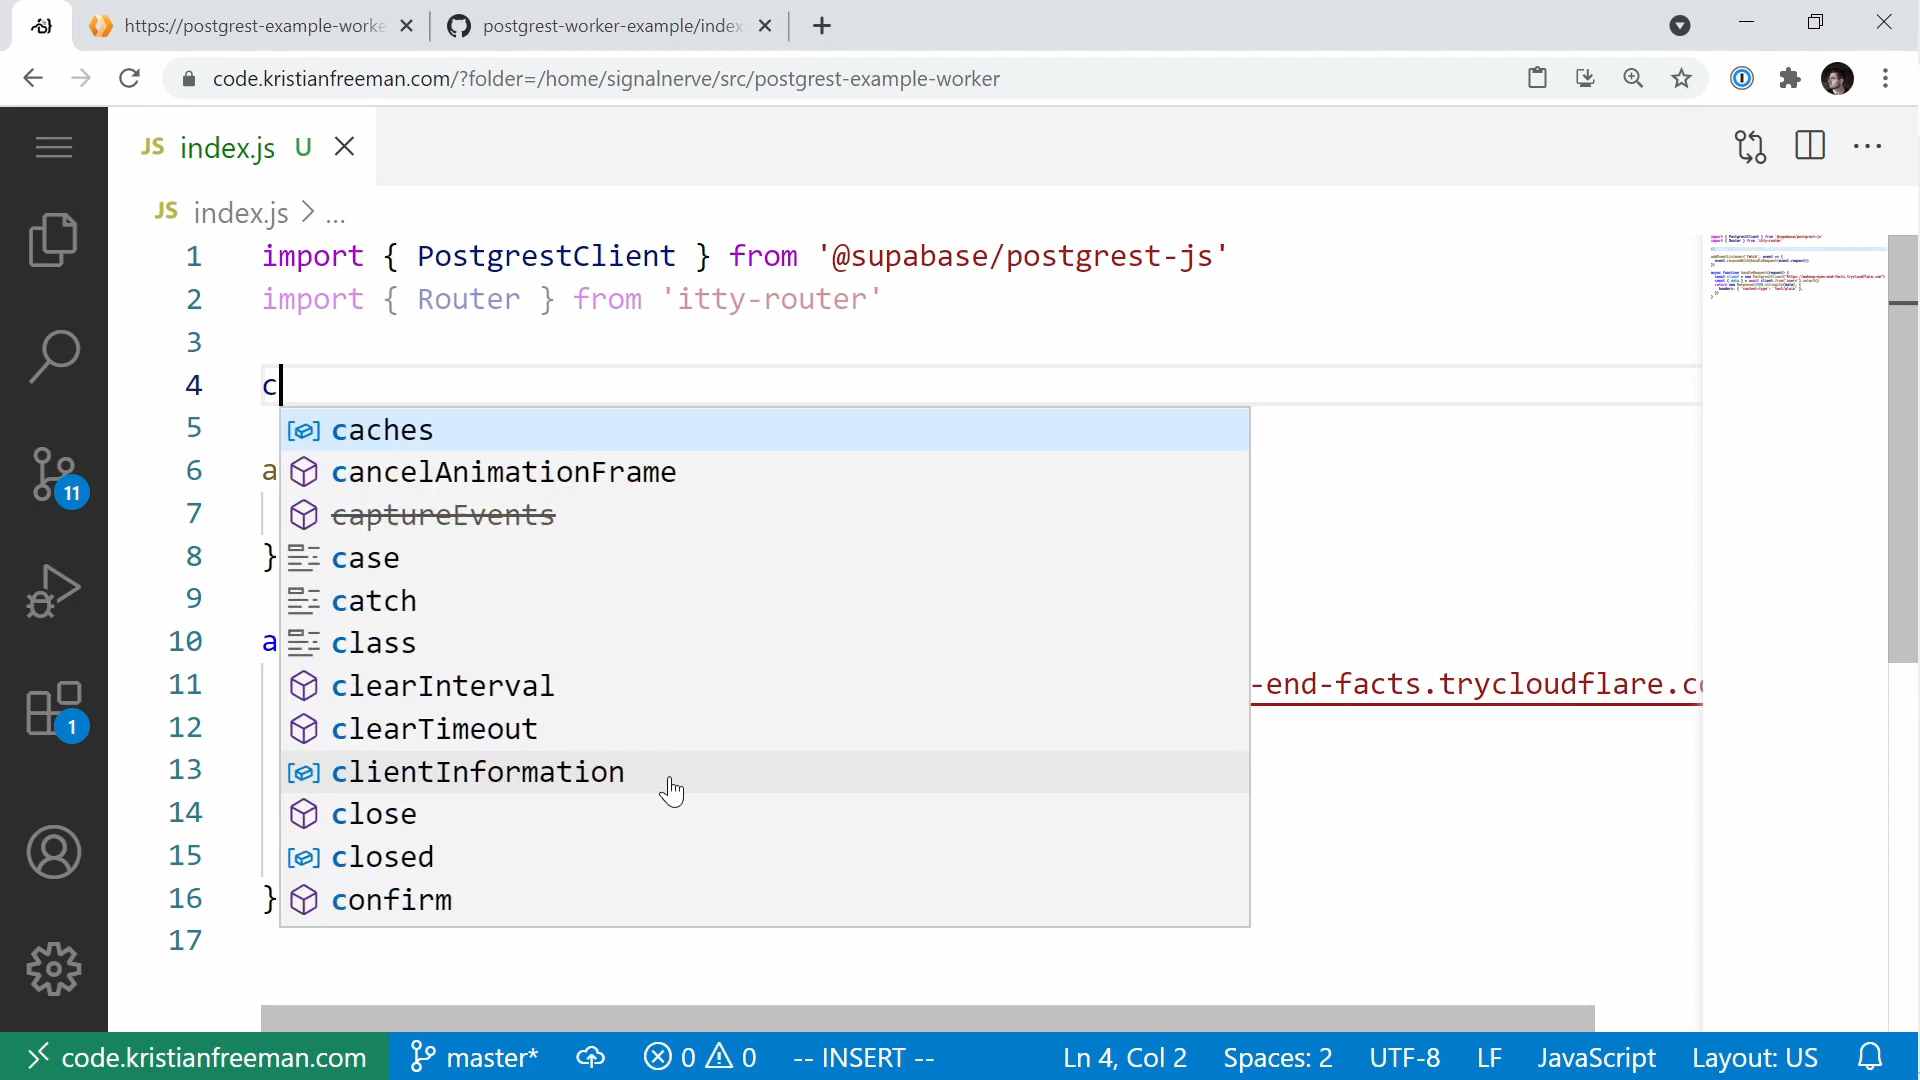 https://postgrest-example-worke
postgrest-worker-example/index
code.kristianfreeman.com/?folder=/home/signalnerve/src/postgrest-example-worker
JS index.js U
JS index.js > ...
1 import { PostgrestClient } from '@supabase/postgrest-js'
2 import { Router } from 'itty-router'
3
4 c
5 caches
6 a cancelAnimationFrame
7 captureEvents
8 } case
9 catch
10 a class
11 clearInterval -end-facts.trycloudflare.co
12 clearTimeout
13 clientInformation
14 close
15 closed
16 } confirm
17
11
1
code.kristianfreeman.com master* 0 0 -- INSERT -- Ln 4, Col 2 Spaces: 2 UTF-8 LF JavaScript Layout: US